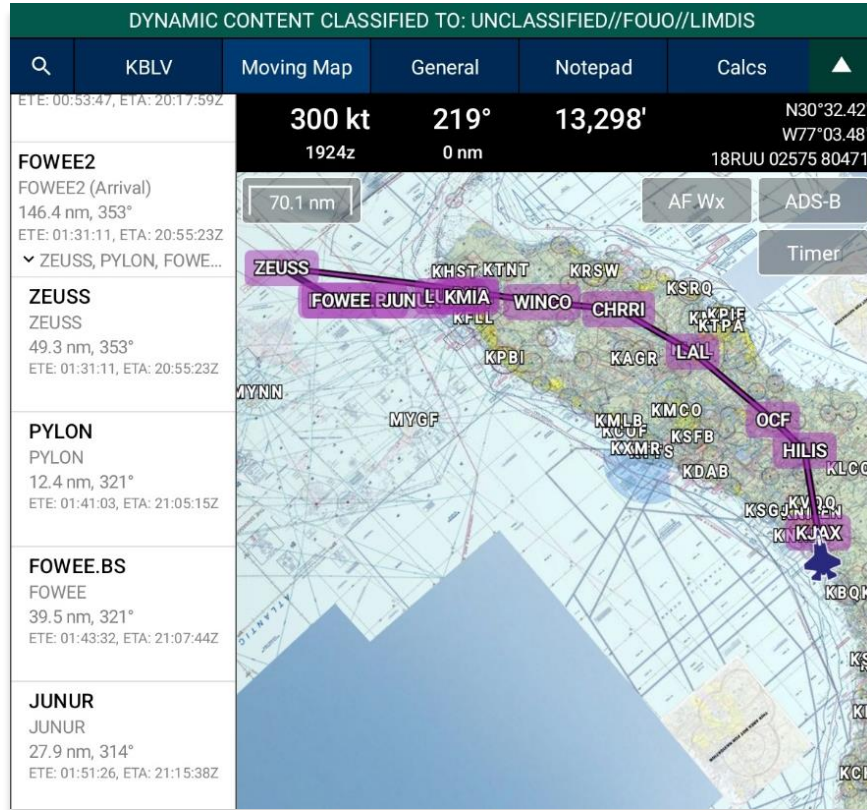 DYNAMIC CONTENT CLASSIFIED TO: UNCLASSIFIED//FOUO//LIMDIS
KBLV
Moving Map
General
Notepad
Calcs
ETE: 00:53:47, ETA: 20:17:59Z
FOWEE2
FOWEE2 (Arrival)
146.4 nm, 353°
ETE: 01:31:11, ETA: 20:55:23Z
ZEUSS, PYLON, FOWE...
ZEUSS
ZEUSS
49.3 nm, 353°
ETE: 01:31:11, ETA: 20:55:23Z
PYLON
PYLON
12.4 nm, 321°
ETE: 01:41:03, ETA: 21:05:15Z
FOWEE.BS
FOWEE
39.5 nm, 321°
ETE: 01:43:32, ETA: 21:07:44Z
JUNUR
JUNUR
27.9 nm, 314°
ETE: 01:51:26, ETA: 21:15:38Z
300 kt
219°
13,298'
N30°32.42
W77°03.48
1924z
0 nm
18RUU 02575 80471
70.1 nm
AF Wx
ADS-B
Timer
ZEUSS
KHST
KTNT
KRSW
KSRQ
FOWEE
KMIA
WINCO
CHRRI
KTPA
KPBI
KAGR
LAL
MYNN
MYGF
KMLB
KMCO
OCF
KSFB
HILIS
KXMR
KDAB
KJAX
ATLANTIC